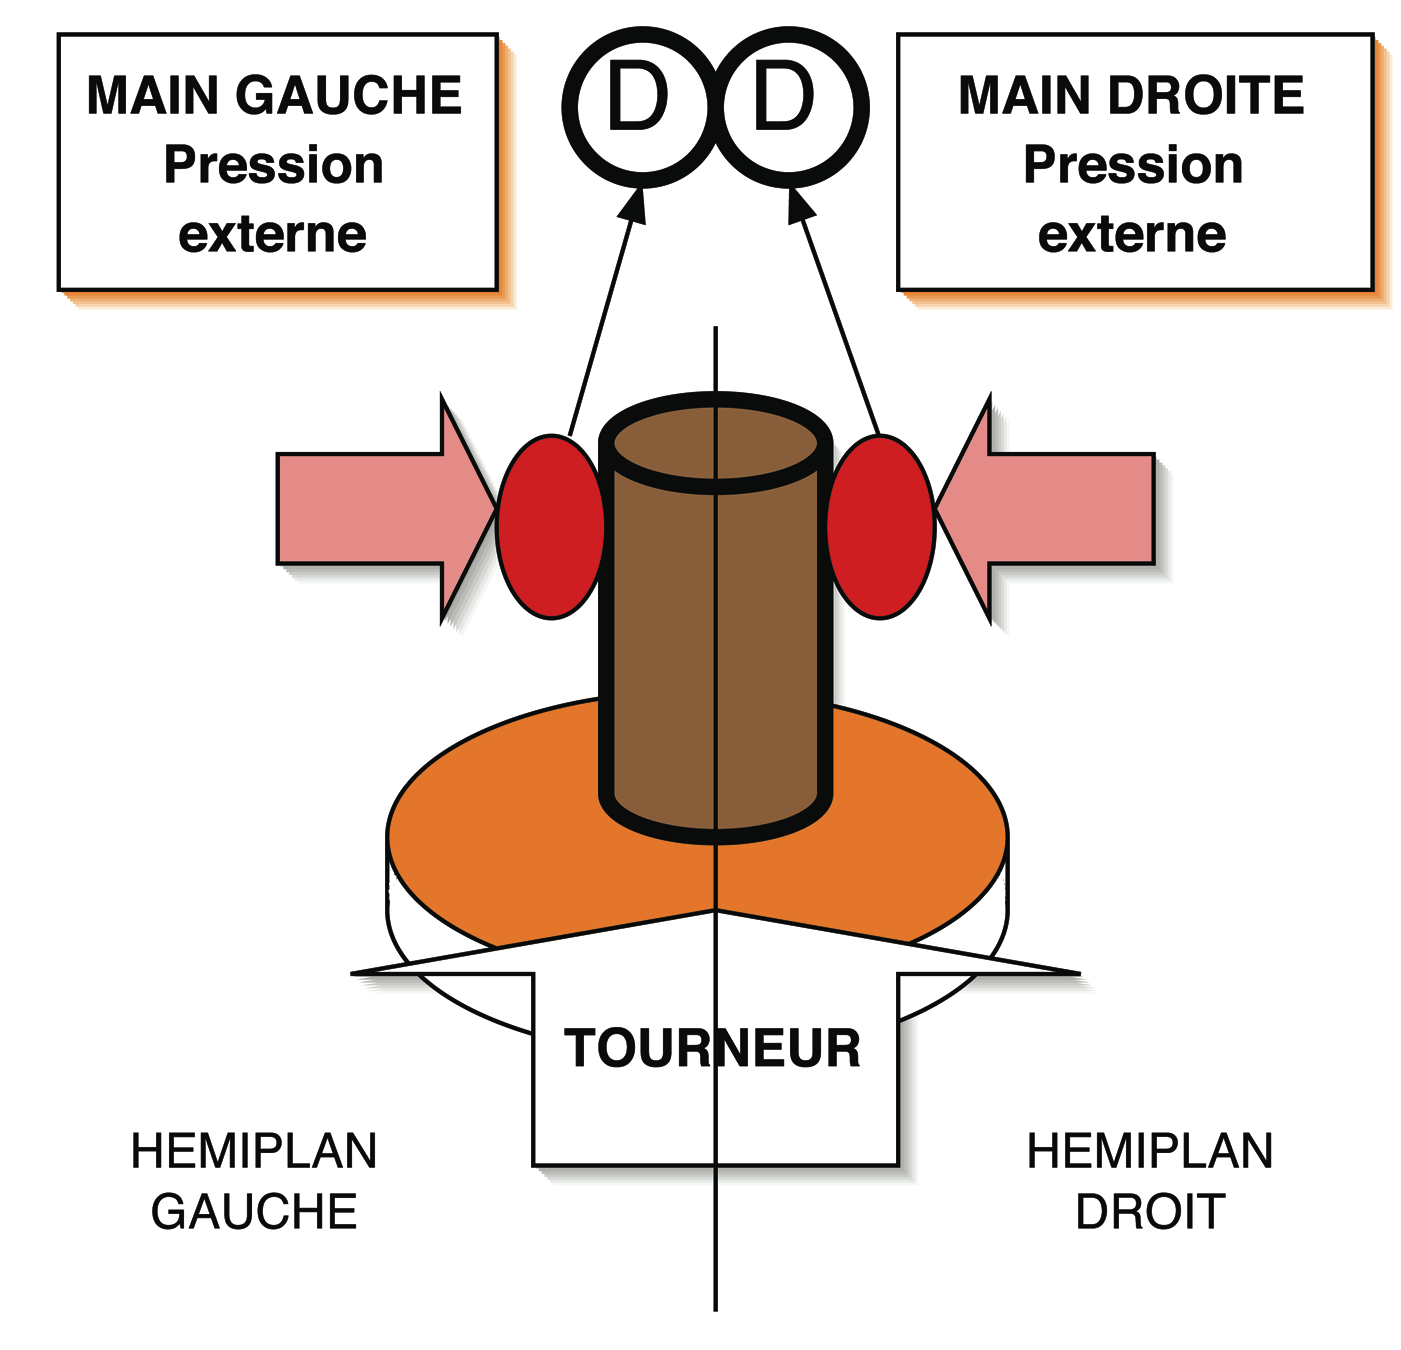 MAIN GAUCHE
Pression
externe
D D
MAIN DROITE
Pression
externe
TOURNEUR
HEMIPLAN
GAUCHE
HEMIPLAN
DROIT